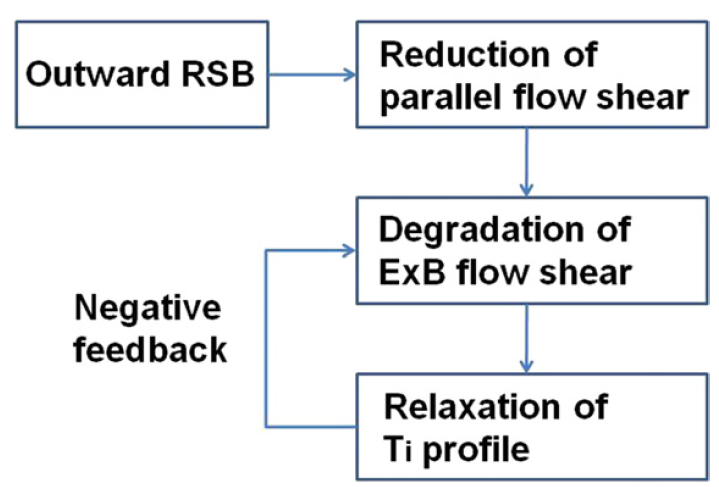 Outward RSB
Reduction of
parallel flow shear
Degradation of
ExB flow shear
Negative
feedback
Relaxation of
Ti profile